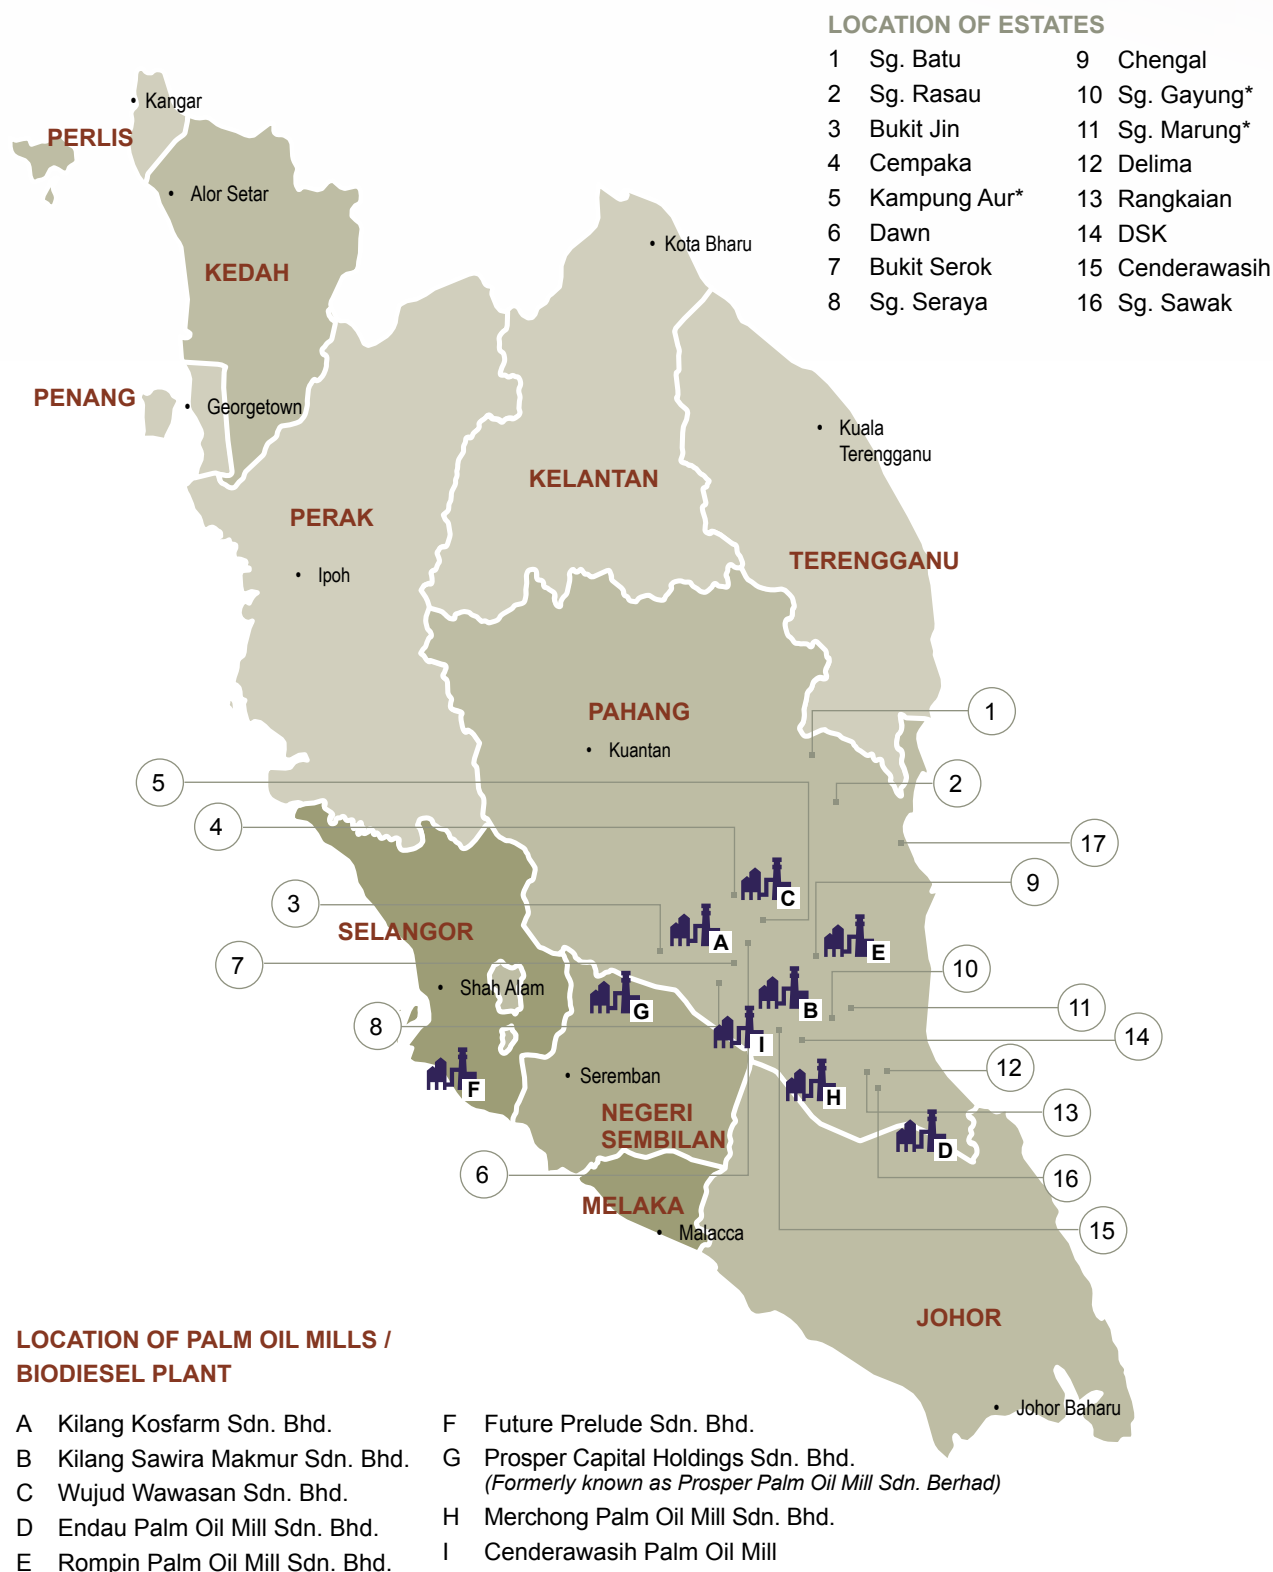 LOCATION OF ESTATES
1 Sg. Batu
2 Sg. Rasau
3 Bukit Jin
4 Cempaka
5 Kampung Aur*
6 Dawn
7 Bukit Serok
8 Sg. Seraya
9 Chengal
10 Sg. Gayung*
11 Sg. Marung*
12 Delima
13 Rangkaian
14 DSK
15 Cenderawasih
16 Sg. Sawak
• Kangar
PERLIS
• Alor Setar
KEDAH
• Kota Bharu
PENANG
• Georgetown
• Kuala
Terengganu
KELANTAN
PERAK
TERENGGANU
• Ipoh
PAHANG
1
• Kuantan
5
2
4
17
C
9
3
SELANGOR
A
E
7
10
• Shah Alam
G
B
11
8
I
14
12
• Seremban
F
H
NEGERI
SEMBILAN
13
D
6
16
MELAKA
• Malacca
15
JOHOR
• Johor Baharu
LOCATION OF PALM OIL MILLS /
BIODIESEL PLANT
A Kilang Kosfarm Sdn. Bhd.
B Kilang Sawira Makmur Sdn. Bhd.
C Wujud Wawasan Sdn. Bhd.
D Endau Palm Oil Mill Sdn. Bhd.
E Rompin Palm Oil Mill Sdn. Bhd.
F Future Prelude Sdn. Bhd.
G Prosper Capital Holdings Sdn. Bhd.
(Formerly known as Prosper Palm Oil Mill Sdn. Berhad)
H Merchong Palm Oil Mill Sdn. Bhd.
I Cenderawasih Palm Oil Mill